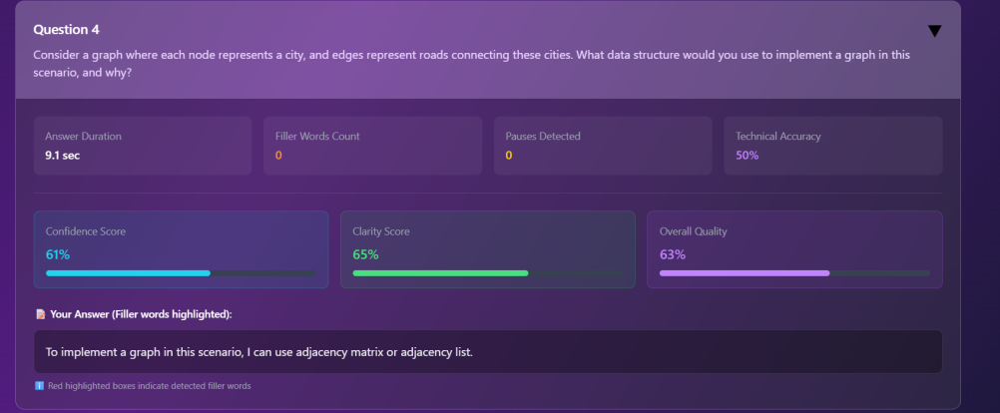 Question 4
Consider a graph where each node represents a city, and edges represent roads connecting these cities. What data structure would you use to implement a graph in this
scenario, and why?
Answer Duration
9.1 sec
Filler Words Count
0
Pauses Detected
0
Technical Accuracy
50%
Confidence Score
61%
Clarity Score
65%
Overall Quality
63%
Your Answer (Filler words highlighted):
To implement a graph in this scenario, I can use adjacency matrix or adjacency list.
Red highlighted boxes indicate detected filler words